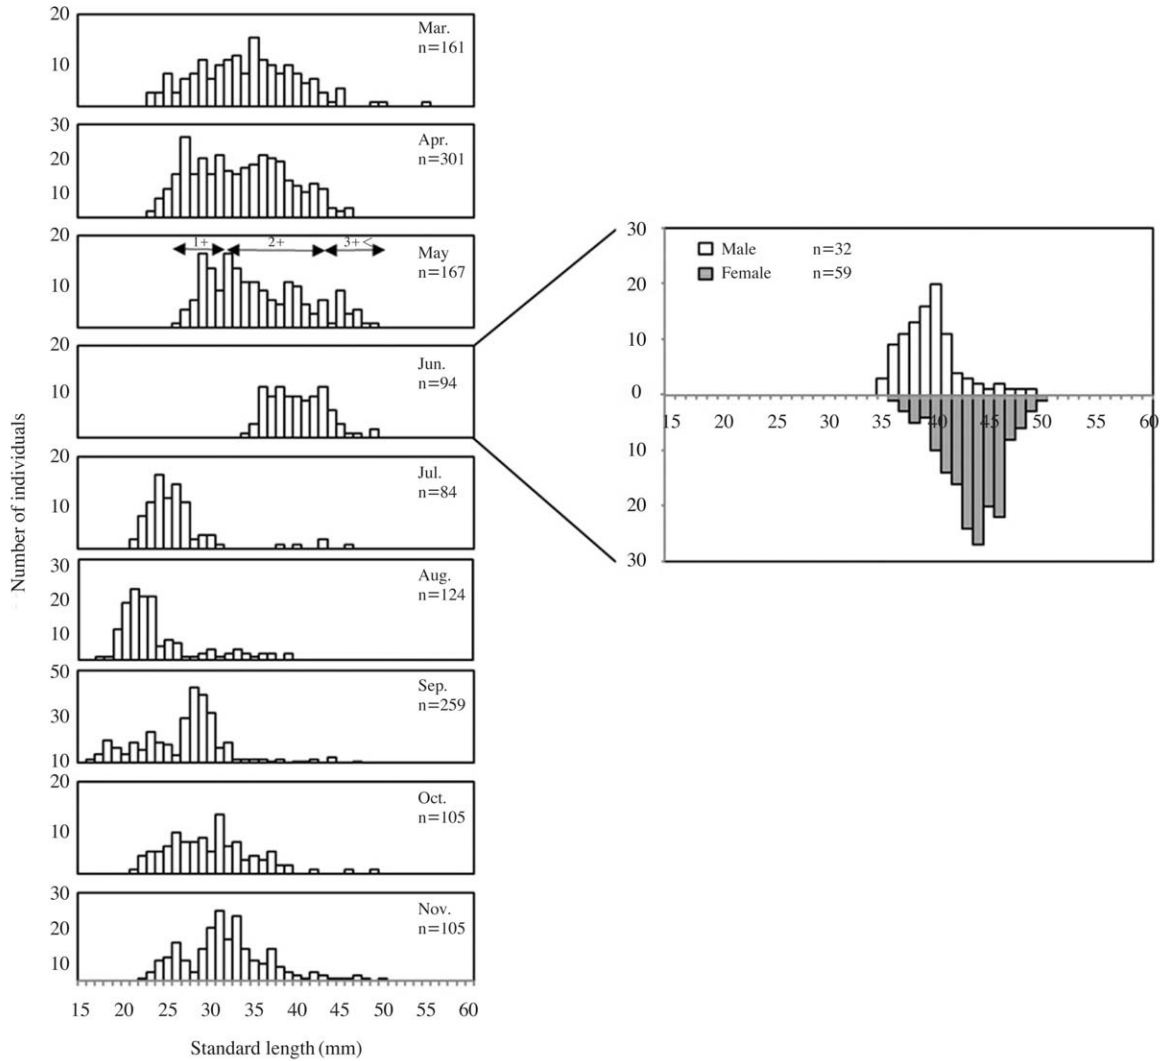 20
10
Mar.
n=161
30
20
10
Apr.
n=301
20
10
1+ 2+ 3+<
May
n=167
20
10
Jun.
n=94
20
10
Jul.
n=84
30
20
10
Aug.
n=124
50
30
10
Sep.
n=259
20
10
Oct.
n=105
30
20
10
Nov.
n=105
15 20 25 30 35 40 45 50 55 60
Standard length (mm)
Number of individuals
30
20
10
0
Male n=32
Female n=59
15 20 25 30 35 40 45 50 55 60
10
20
30